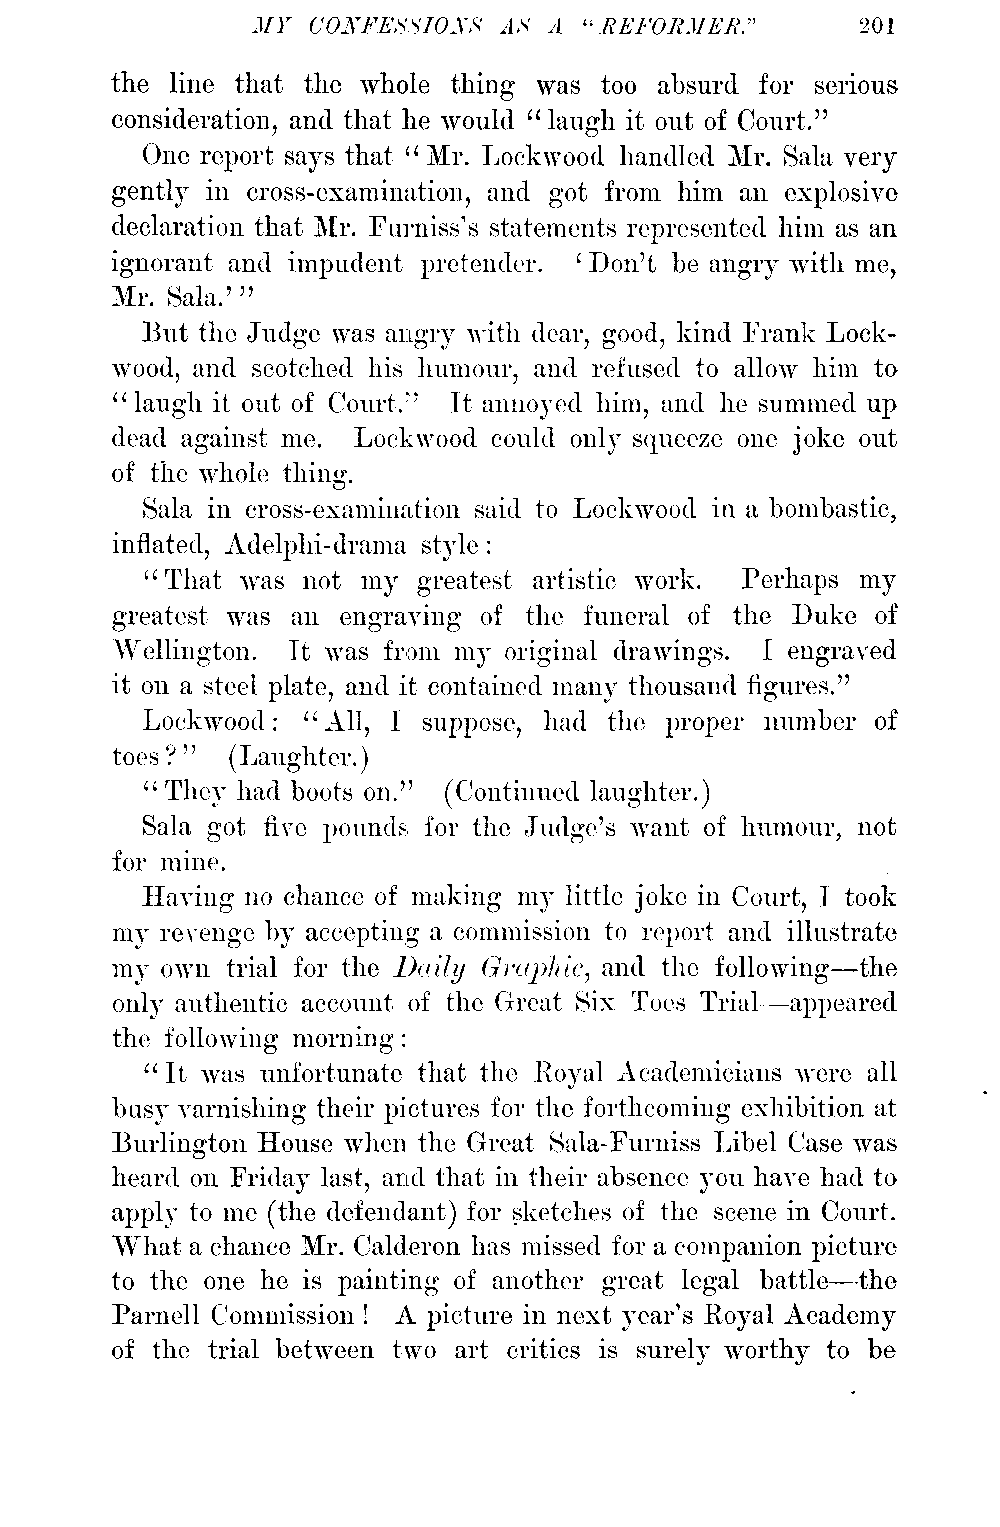 MY CONFESSIONS AS A "REFORMER." 201
the line that the whole thing was too absurd for serious
consideration, and that he would "laugh it out of Court."
One report says that "Mr. Lockwood handled Mr. Sala very
gently in cross-examination, and got from him an explosive
declaration that Mr. Furniss's statements represented him as an
ignorant and impudent pretender. 'Don't be angry with me,
Mr. Sala.'"
But the Judge was angry with dear, good, kind Frank Lock-
wood, and scotched his humour, and refused to allow him to
"laugh it out of Court." It annoyed him, and he summed up
dead against me. Lockwood could only squeeze one joke out
of the whole thing.
Sala in cross-examination said to Lockwood in a bombastic,
inflated, Adelphi-drama style:
"That was not my greatest artistic work. Perhaps my
greatest was an engraving of the funeral of the Duke of
Wellington. It was from my original drawings. I engraved
it on a steel plate, and it contained many thousand figures."
Lockwood: "All, I suppose, had the proper number of
toes?" (Laughter.)
"They had boots on." (Continued laughter.)
Sala got five pounds for the Judge's want of humour, not
for mine.
Having no chance of making my little joke in Court, I took
my revenge by accepting a commission to report and illustrate
my own trial for the Daily Graphic, and the following—the
only authentic account of the Great Six Toes Trial—appeared
the following morning:
"It was unfortunate that the Royal Academicians were all
busy varnishing their pictures for the forthcoming exhibition at
Burlington House when the Great Sala-Furniss Libel Case was
heard on Friday last, and that in their absence you have had to
apply to me (the defendant) for sketches of the scene in Court.
What a chance Mr. Calderon has missed for a companion picture
to the one he is painting of another great legal battle—the
Parnell Commission! A picture in next year's Royal Academy
of the trial between two art critics is surely worthy to be